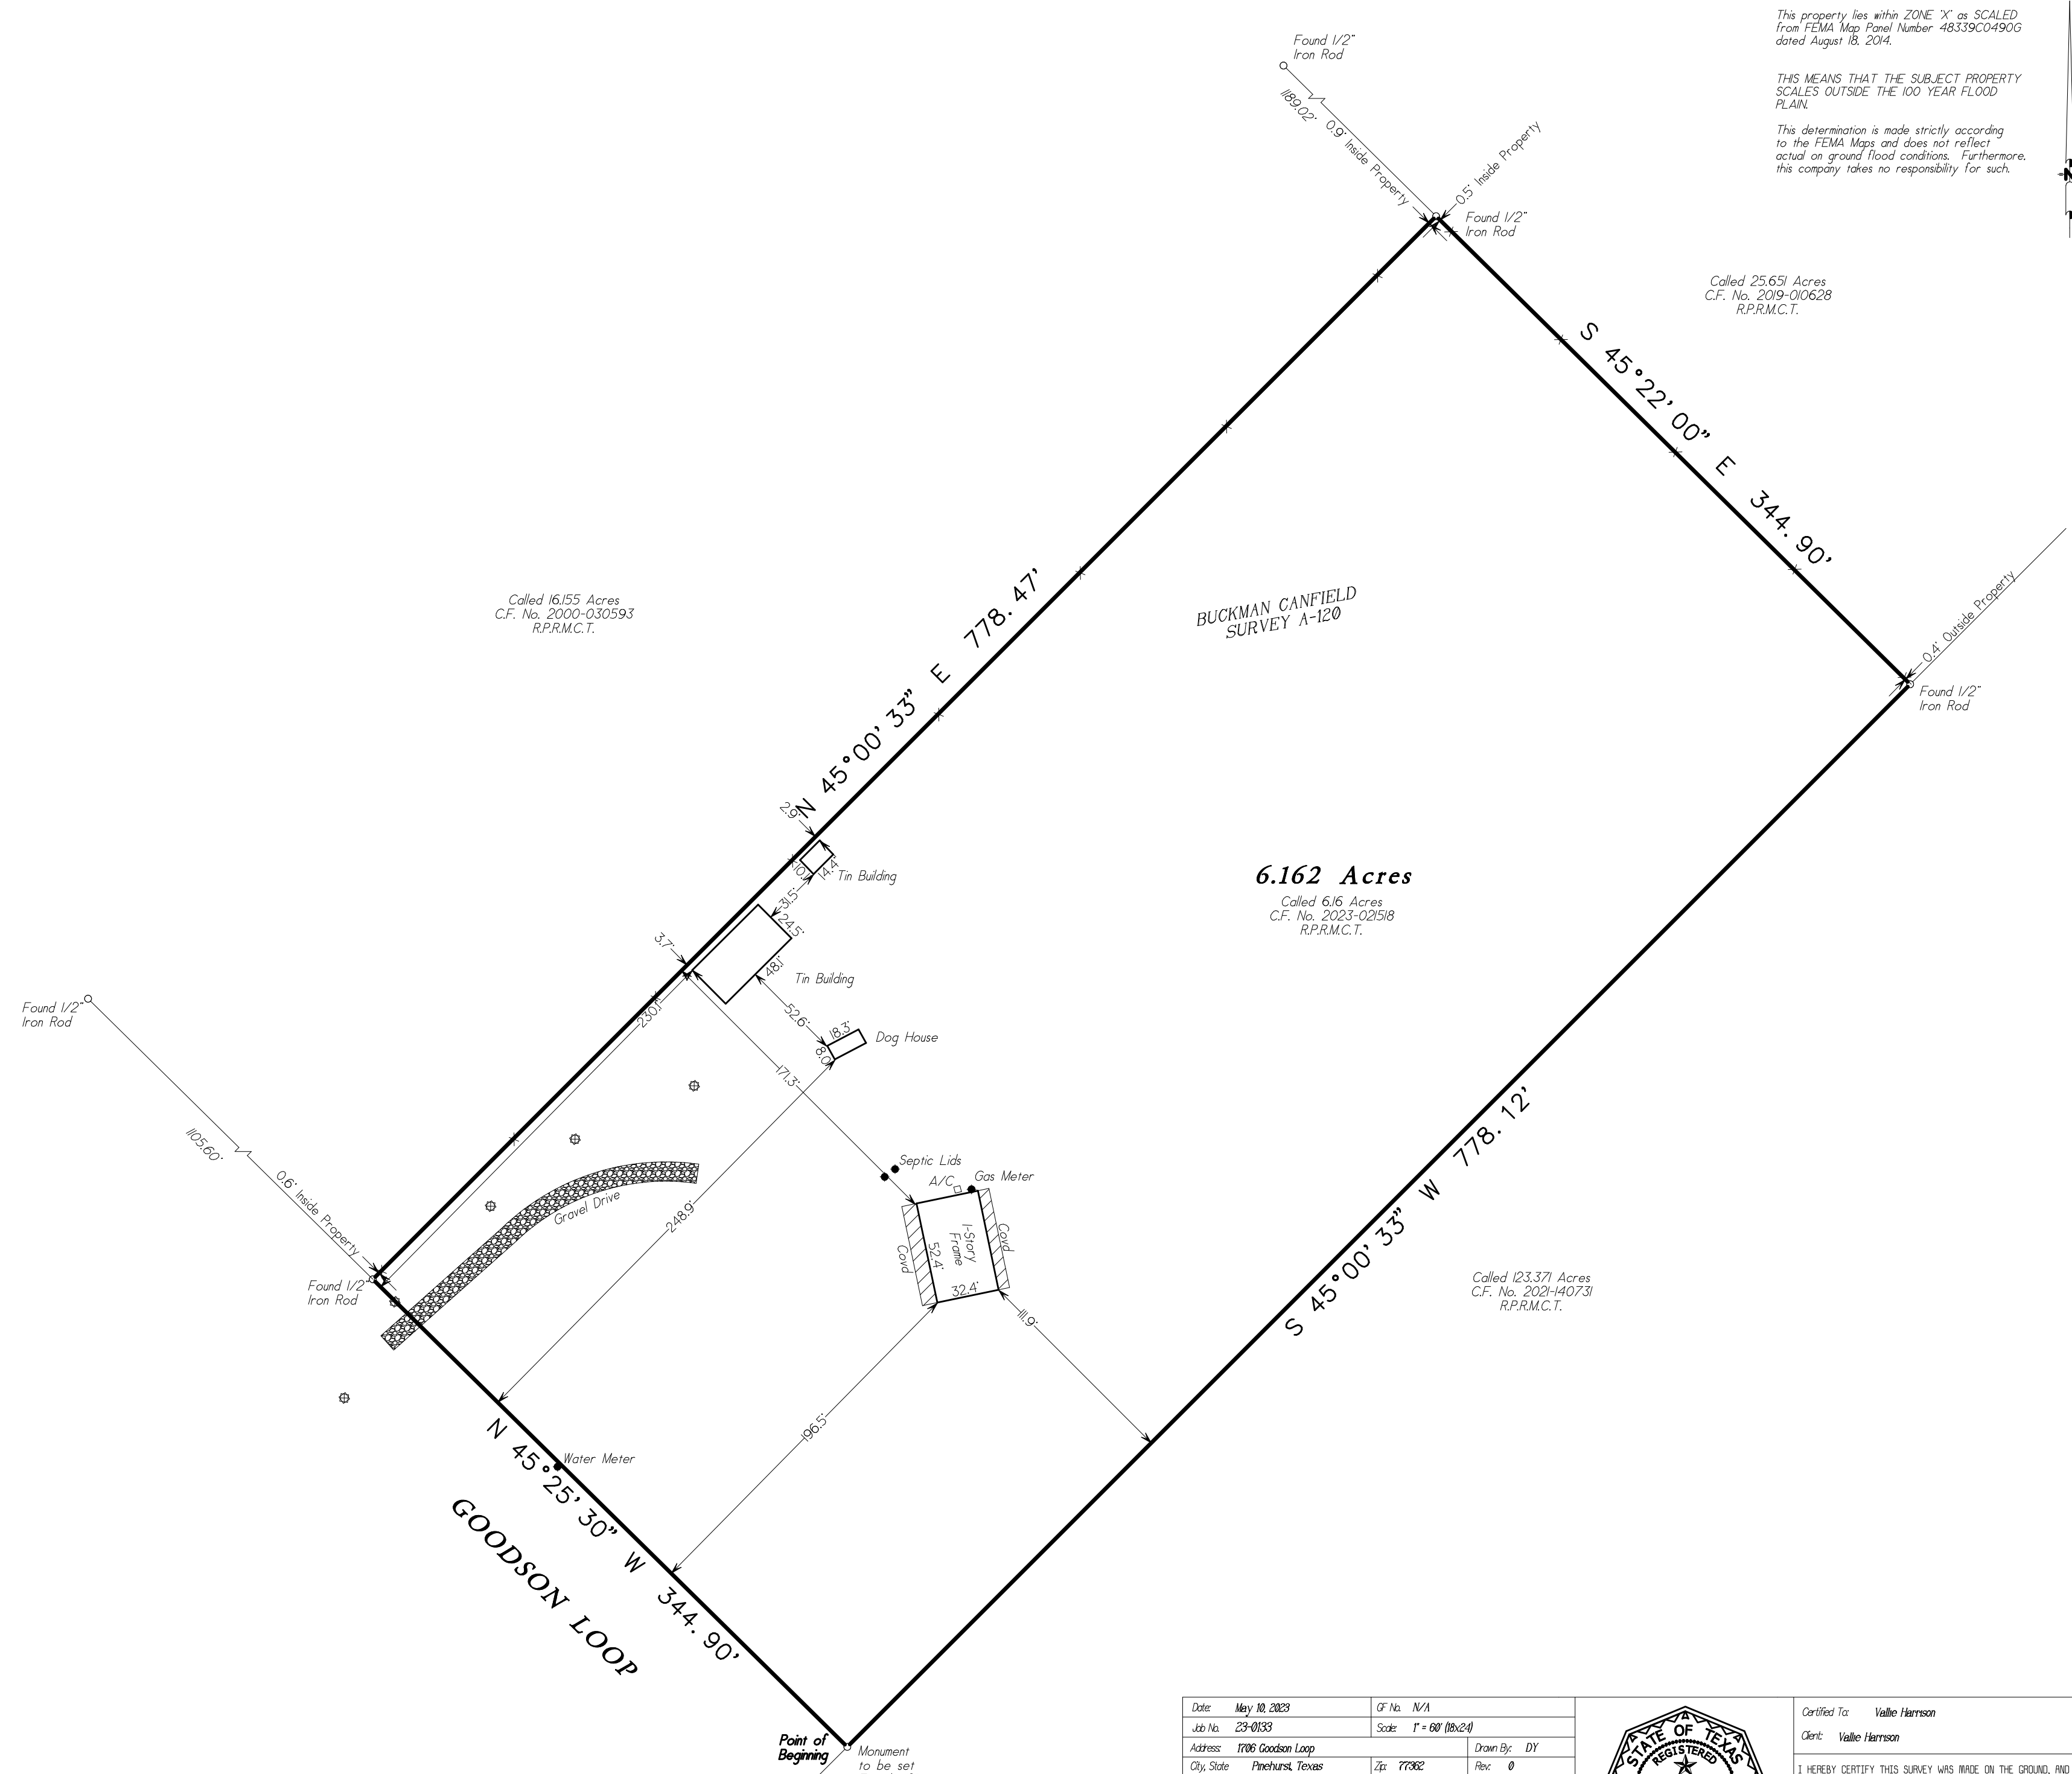 This property lies within ZONE 'X' as SCALED
from FEMA Map Panel Number 48339C0490G
dated August 18, 2014.
THIS MEANS THAT THE SUBJECT PROPERTY
SCALES OUTSIDE THE 100 YEAR FLOOD
PLAIN.
This determination is made strictly according
to the FEMA Maps and does not reflect
actual on ground flood conditions. Furthermore,
this company takes no responsibility for such.
N
Found 1/2"
Iron Rod
1189.02'
0.9' Inside Property
0.5' Inside Property
Found 1/2"
Iron Rod
Called 25.651 Acres
C.F. No. 2019-010628
R.P.R.M.C.T.
S 45°22'00" E 344.90'
0.4' Outside Property
Found 1/2"
Iron Rod
Called 16.155 Acres
C.F. No. 2000-030593
R.P.R.M.C.T.
N 45°00'33" E 778.47'
BUCKMAN CANFIELD
SURVEY A-120
2.9'
10.1'
14.4'
Tin Building
31.5'
24.5'
3.7'
48.1'
Tin Building
6.162 Acres
Called 6.16 Acres
C.F. No. 2023-021518
R.P.R.M.C.T.
Found 1/2"
Iron Rod
230.1'
52.6'
18.3'
8.0'
Dog House
171.3'
1105.60'
0.6' Inside Property
Septic Lids
A/C
Gas Meter
Gravel Drive
248.9'
Covd
52.4'
1-Story
Frame
Covd
32.4'
Found 1/2"
Iron Rod
111.9'
S 45°00'33" W 778.12'
Called 123.371 Acres
C.F. No. 2021-140731
R.P.R.M.C.T.
196.5'
Water Meter
N 45°25'30" W 344.90'
GOODSON LOOP
Point of
Beginning
Monument
to be set
Date: May 10, 2023
GF No. N/A
Job No. 23-0133
Scale: 1" = 60' (18x24)
Address: 1706 Goodson Loop
Drawn By: DY
City, State Pinehurst, Texas
Zip: 77362
Rev: 0
STATE OF TEXAS
REGISTERED
Certified To: Vallie Harrison
Client: Vallie Harrison
I HEREBY CERTIFY THIS SURVEY WAS MADE ON THE GROUND, AND